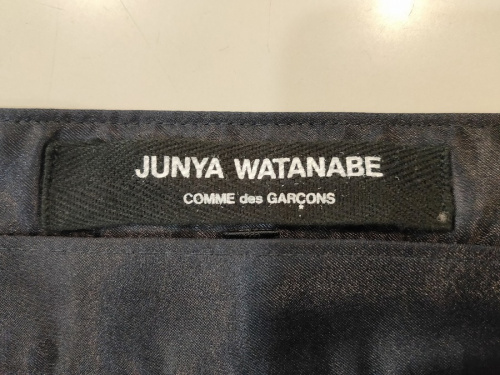 JUNYA WATANABE
COMME des GARÇONS